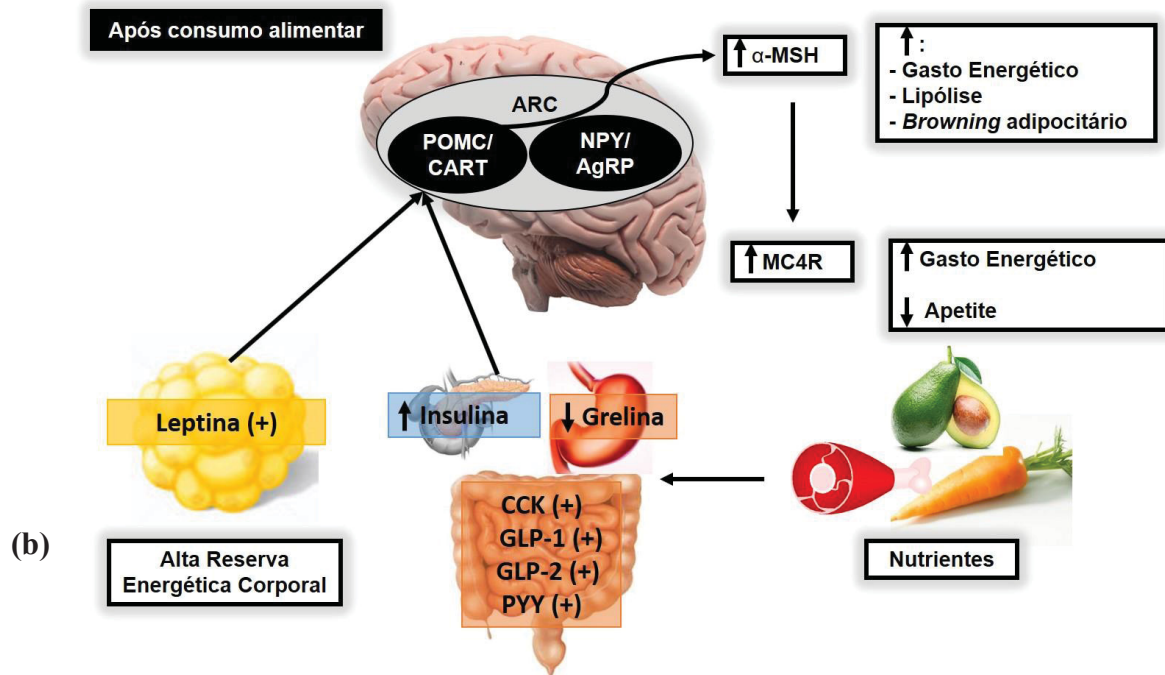 Após consumo alimentar
ARC
POMC/
CART
NPY/
AgRP
↑ α-MSH
↑ :
- Gasto Energético
- Lipólise
- Browning adipocitário
↑ MC4R
↑ Gasto Energético
↓ Apetite
Leptina (+)
↑ Insulina
↓ Grelina
CCK (+)
GLP-1 (+)
GLP-2 (+)
PYY (+)
(b)
Alta Reserva
Energética Corporal
Nutrientes